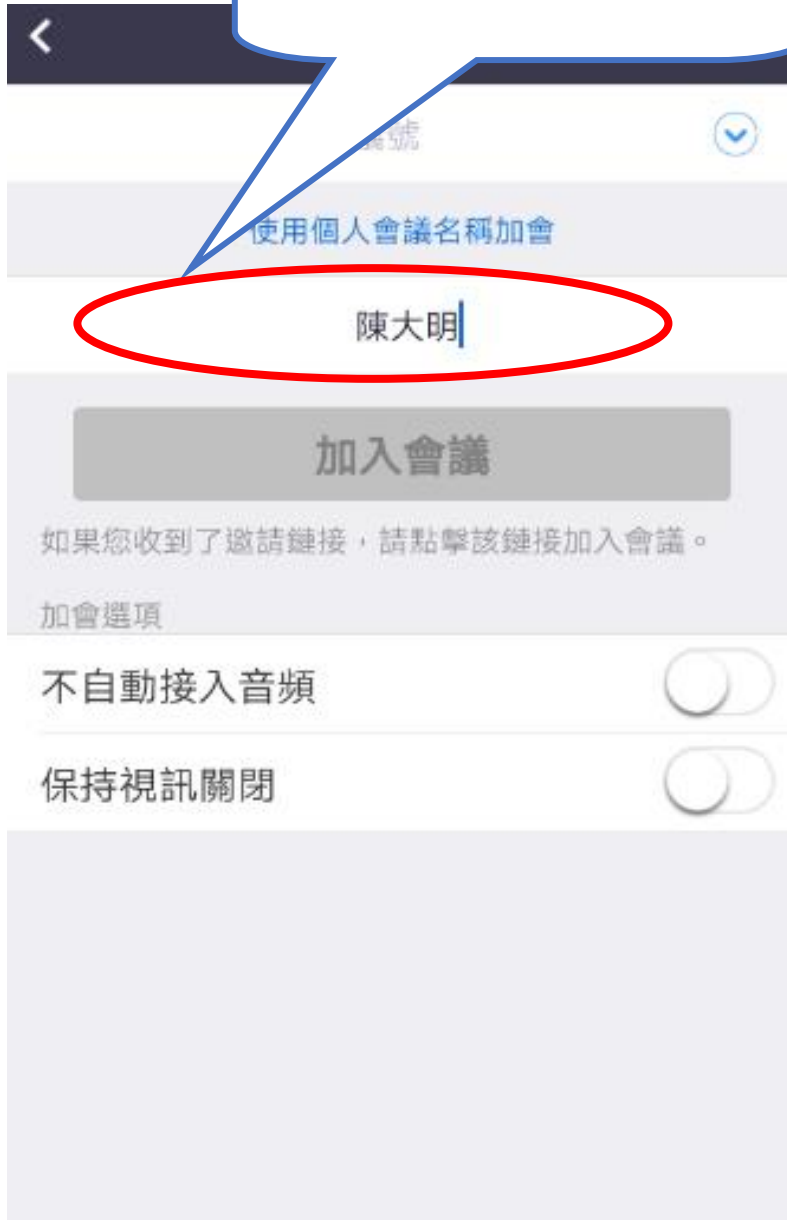 號
使用個人會議名稱加會
陳大明
加入會議
如果您收到了邀請鏈接，請點擊該鏈接加入會議。
加會選項
不自動接入音頻
保持視訊關閉